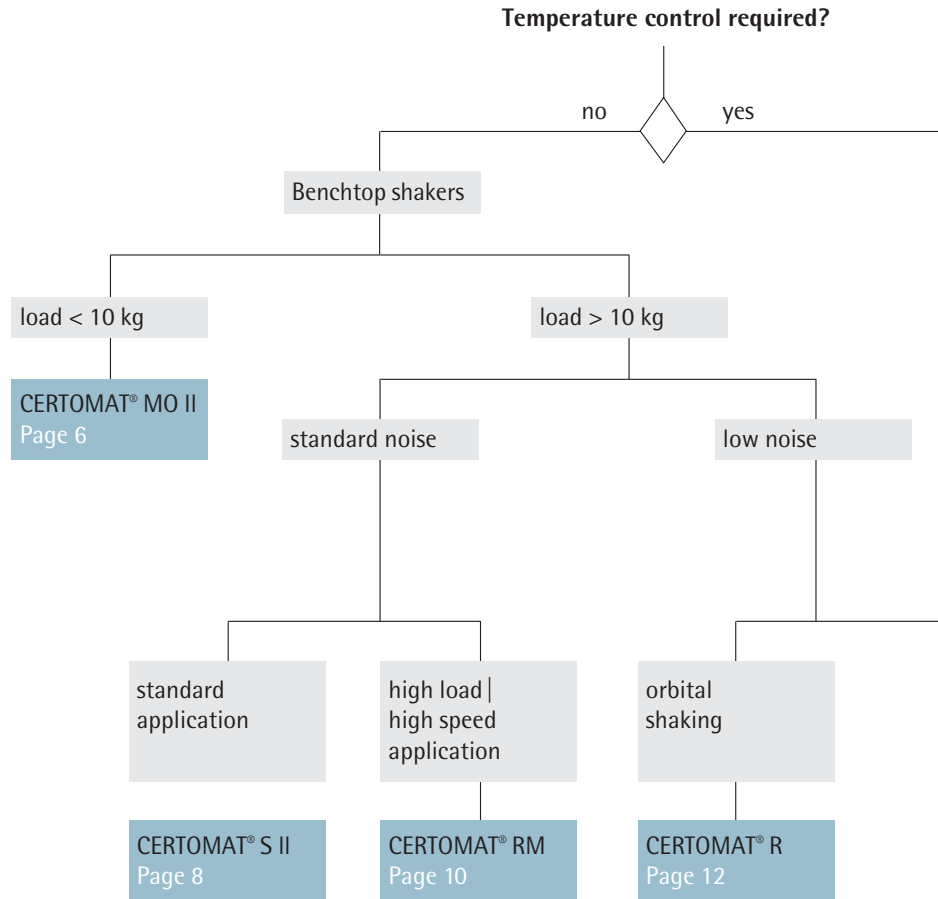 Temperature control required?
no
yes
Benchtop shakers
load < 10 kg
load > 10 kg
CERTOMAT® MO II
Page 6
standard noise
low noise
standard
application
high load |
high speed
application
orbital
shaking
CERTOMAT® S II
Page 8
CERTOMAT® RM
Page 10
CERTOMAT® R
Page 12